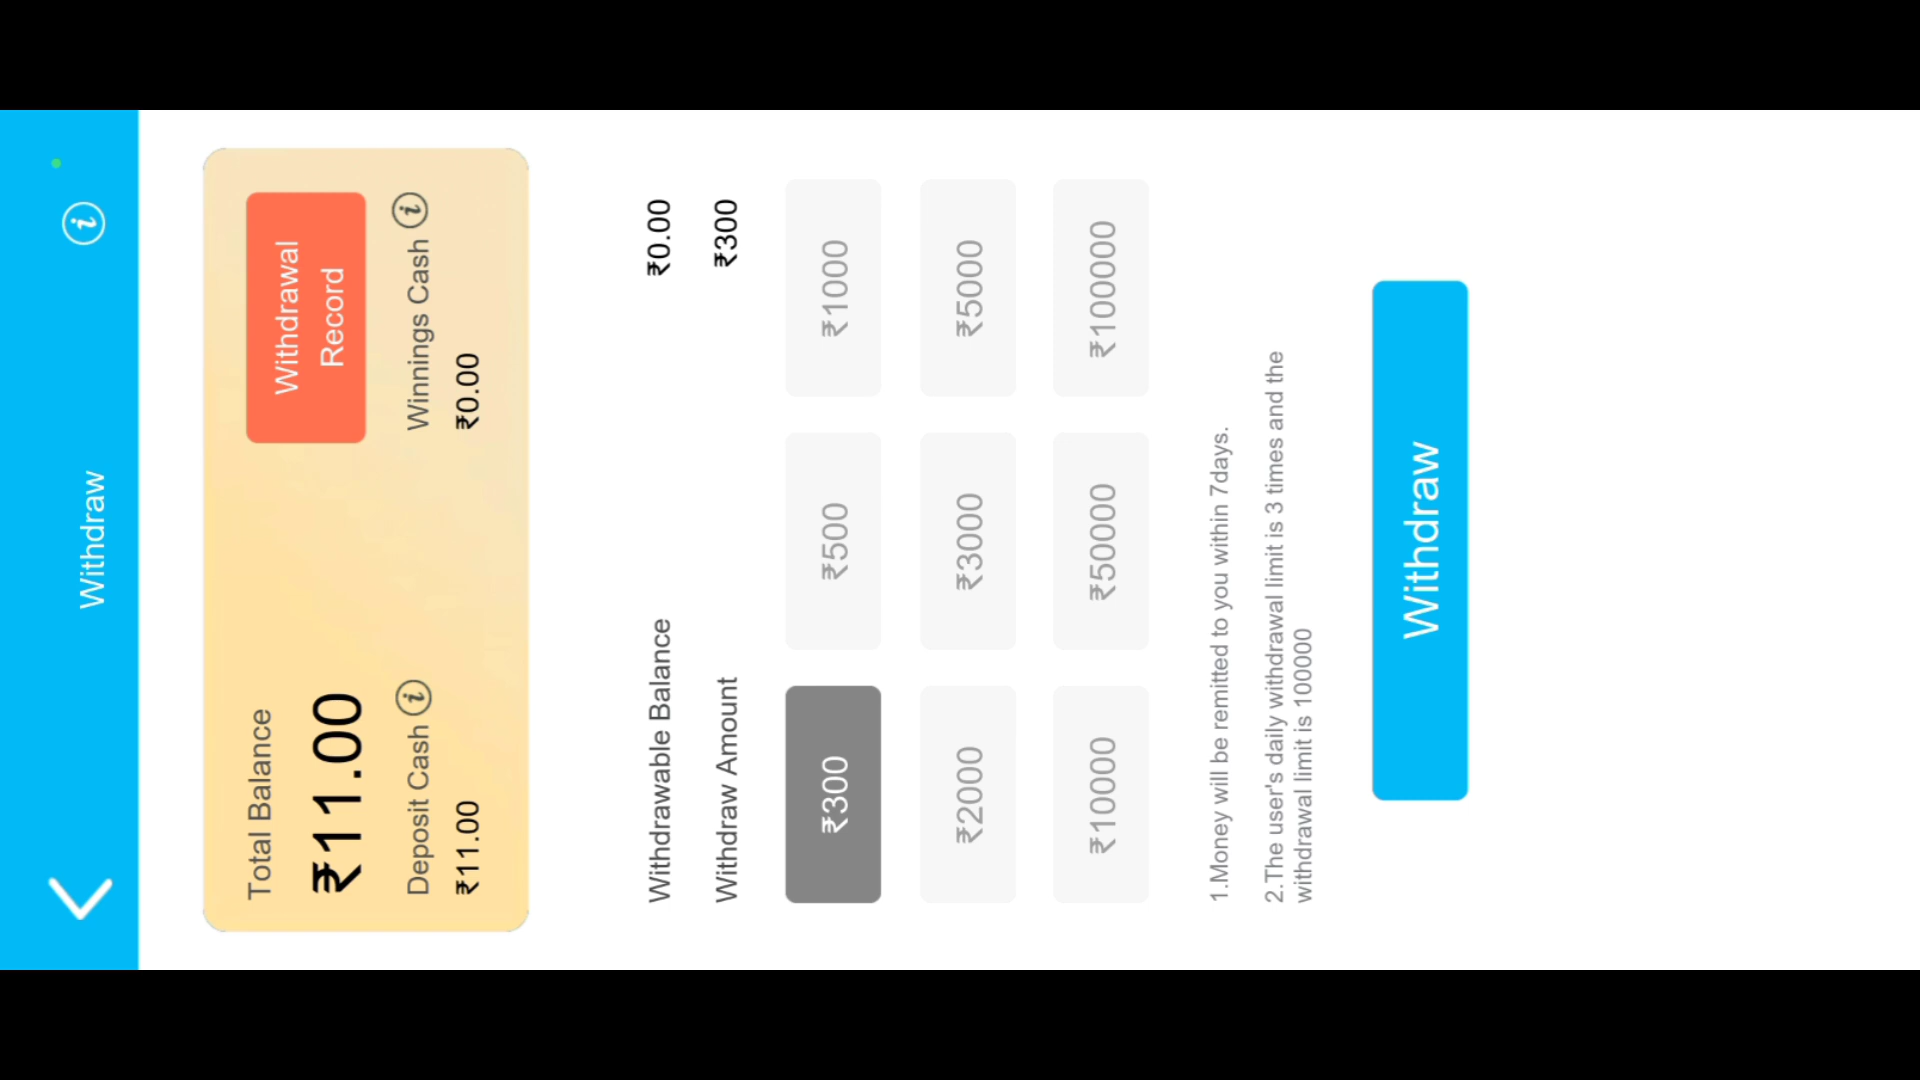 Withdraw
Total Balance
₹11.00
Withdrawal
Record
Deposit Cash
₹11.00
Winnings Cash
₹0.00
Withdrawable Balance ₹0.00
Withdraw Amount ₹300
₹300 ₹500 ₹1000
₹2000 ₹3000 ₹5000
₹10000 ₹50000 ₹100000
1.Money will be remitted to you within 7days.
2.The user's daily withdrawal limit is 3 times and the
withdrawal limit is 100000
Withdraw